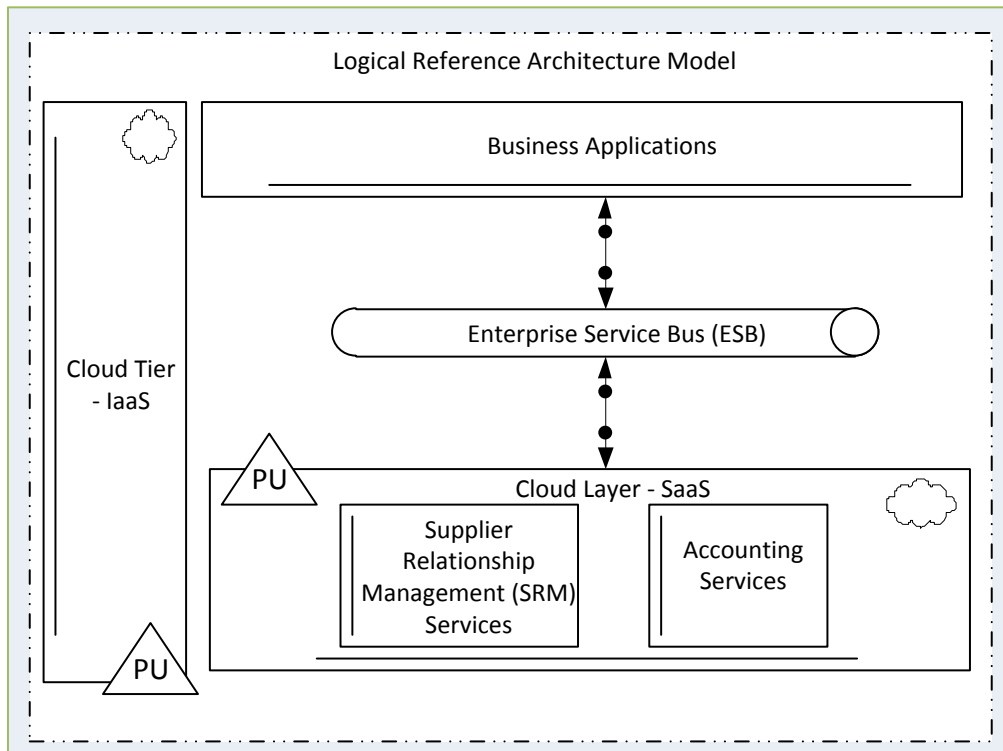 Logical Reference Architecture Model
Business Applications
Enterprise Service Bus (ESB)
Cloud Tier
- IaaS
PU
PU
Cloud Layer - SaaS
Supplier
Relationship
Management (SRM)
Services
Accounting
Services